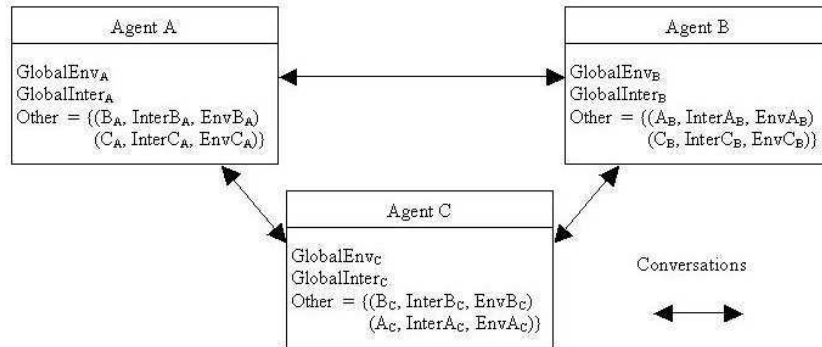 Agent A
GlobalEnvA
GlobalInterA
Other = {(BA, InterBA, EnvBA)
(CA, InterCA, EnvCA)}
Agent B
GlobalEnvB
GlobalInterB
Other = {(AB, InterAB, EnvAB)
(CB, InterCB, EnvCB)}
Agent C
GlobalEnvC
GlobalInterC
Other = {(BC, InterBC, EnvBC)
(AC, InterAC, EnvAC)}
Conversations